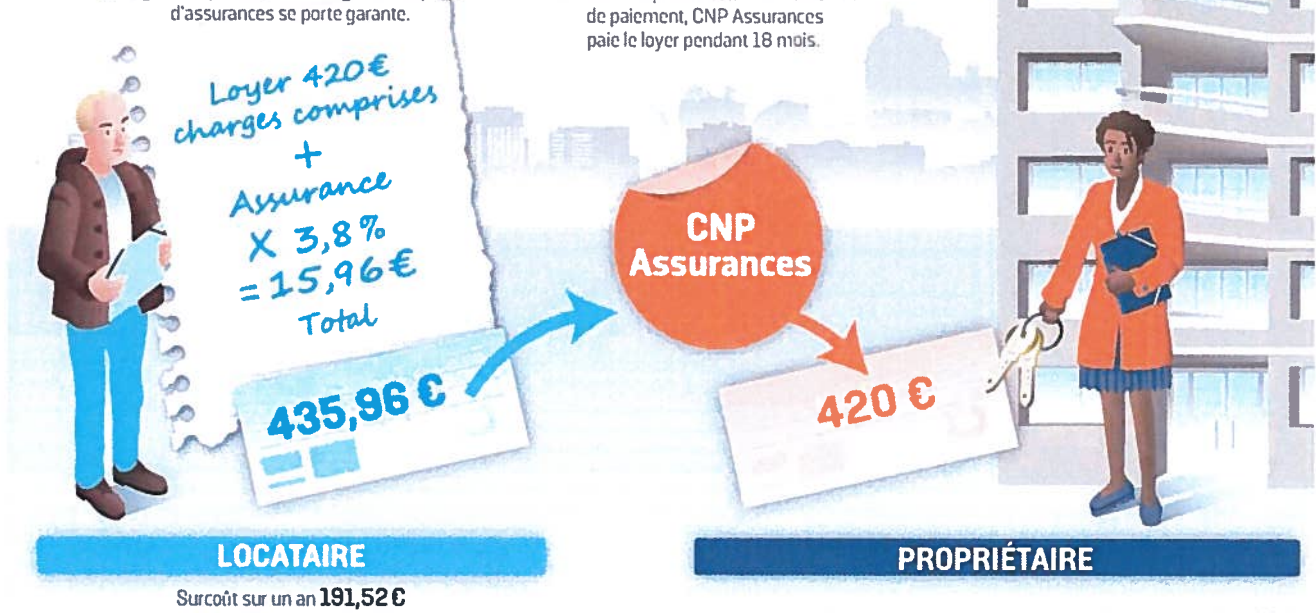 d'assurances se porte garante.
de paiement, CNP Assurances
paie le loyer pendant 18 mois.
Loyer 420 €
charges comprises
+
Assurance
X 3,8 %
= 15,96 €
Total
435,96 €
CNP
Assurances
420 €
LOCATAIRE
Surcoût sur un an 191,52 €
PROPRIÉTAIRE